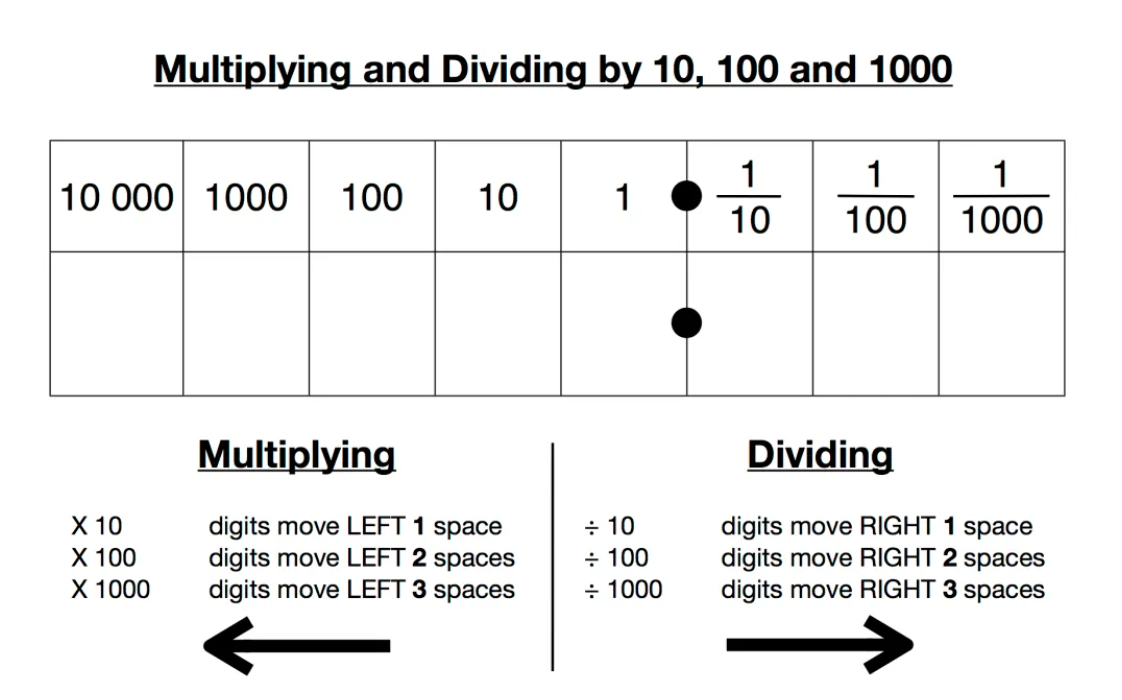 Multiplying and Dividing by 10, 100 and 1000
10 000 1000 100 10 1 1/10 1/100 1/1000
Multiplying
X 10 digits move LEFT 1 space
X 100 digits move LEFT 2 spaces
X 1000 digits move LEFT 3 spaces
Dividing
÷ 10 digits move RIGHT 1 space
÷ 100 digits move RIGHT 2 spaces
÷ 1000 digits move RIGHT 3 spaces